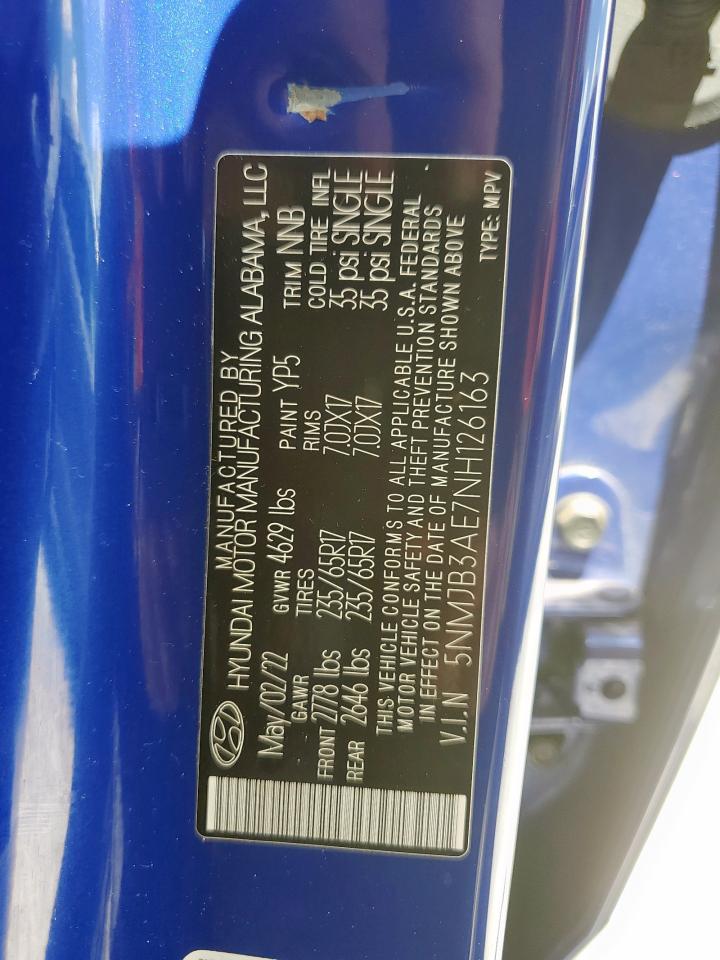 MANUFACTURED BY
HYUNDAI MOTOR MANUFACTURING ALABAMA, LLC
May/02/22 GVWR 4629 lbs PAINT YP5 TRIM NNB
GAWR TIRES RIMS COLD TIRE INFL
FRONT 2778 lbs 235/65R17 7.0JX17 35 psi SINGLE
REAR 2646 lbs 235/65R17 7.0JX17 35 psi SINGLE
THIS VEHICLE CONFORMS TO ALL APPLICABLE U.S.A. FEDERAL
MOTOR VEHICLE SAFETY AND THEFT PREVENTION STANDARDS
IN EFFECT ON THE DATE OF MANUFACTURE SHOWN ABOVE
V.I.N 5NMJB3AE7NH126163 TYPE: MPV